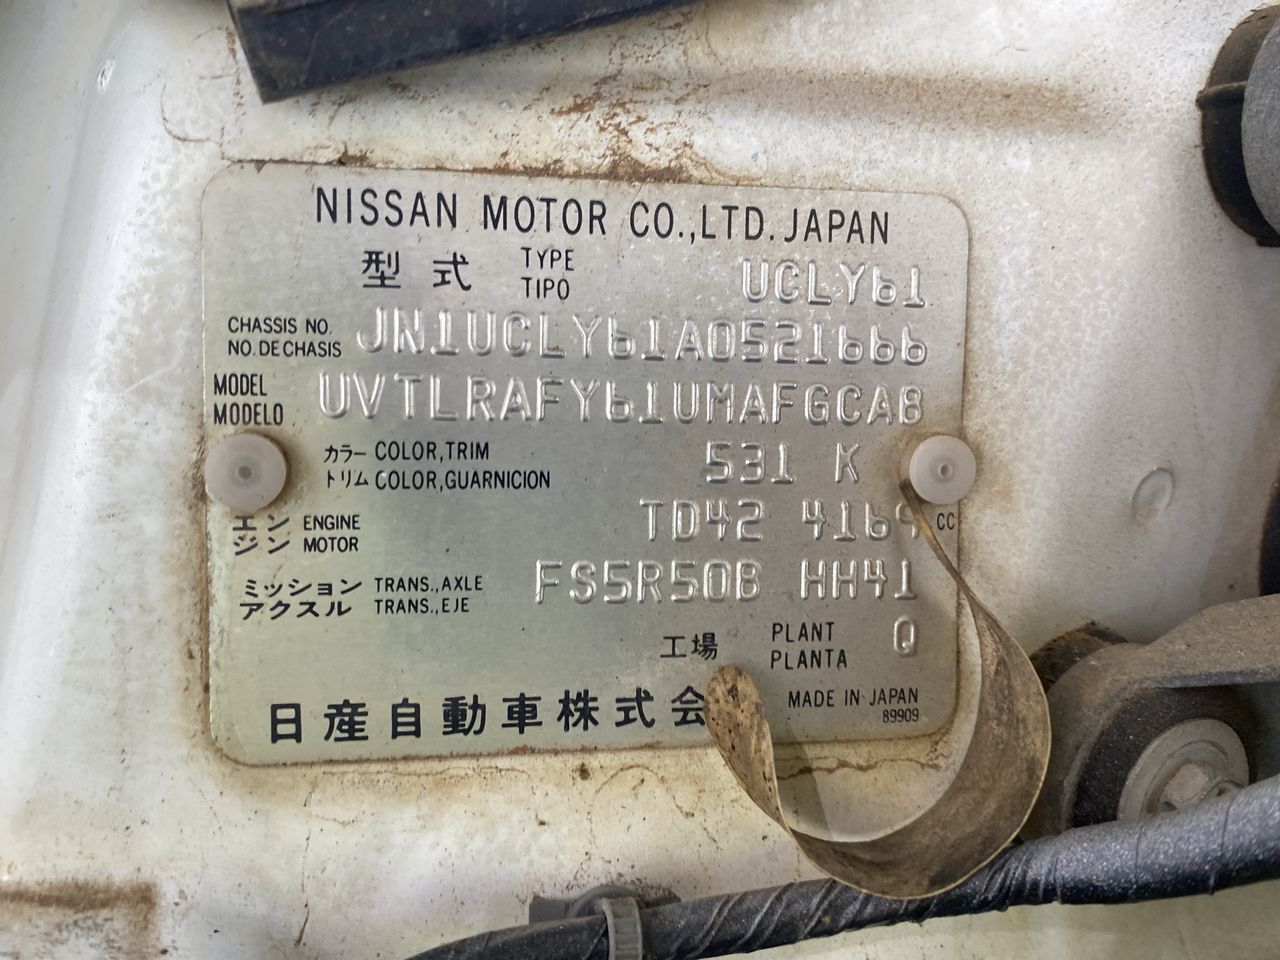 NISSAN MOTOR CO.,LTD. JAPAN
型式 TYPE TIPO UCLY61
CHASSIS NO. NO. DE CHASIS JN1UCLY61A0521666
MODEL MODELO UVTLRAFY61UMAFGCAB
カラー COLOR,TRIM 531 K
トリム COLOR,GUARNICION
エン ENGINE TD42 4169 CC
ジン MOTOR
ミッション TRANS.,AXLE FS5R50B HH41
アクスル TRANS.,EJE
工場 PLANT PLANTA Q
日産自動車株式会
MADE IN JAPAN
89909